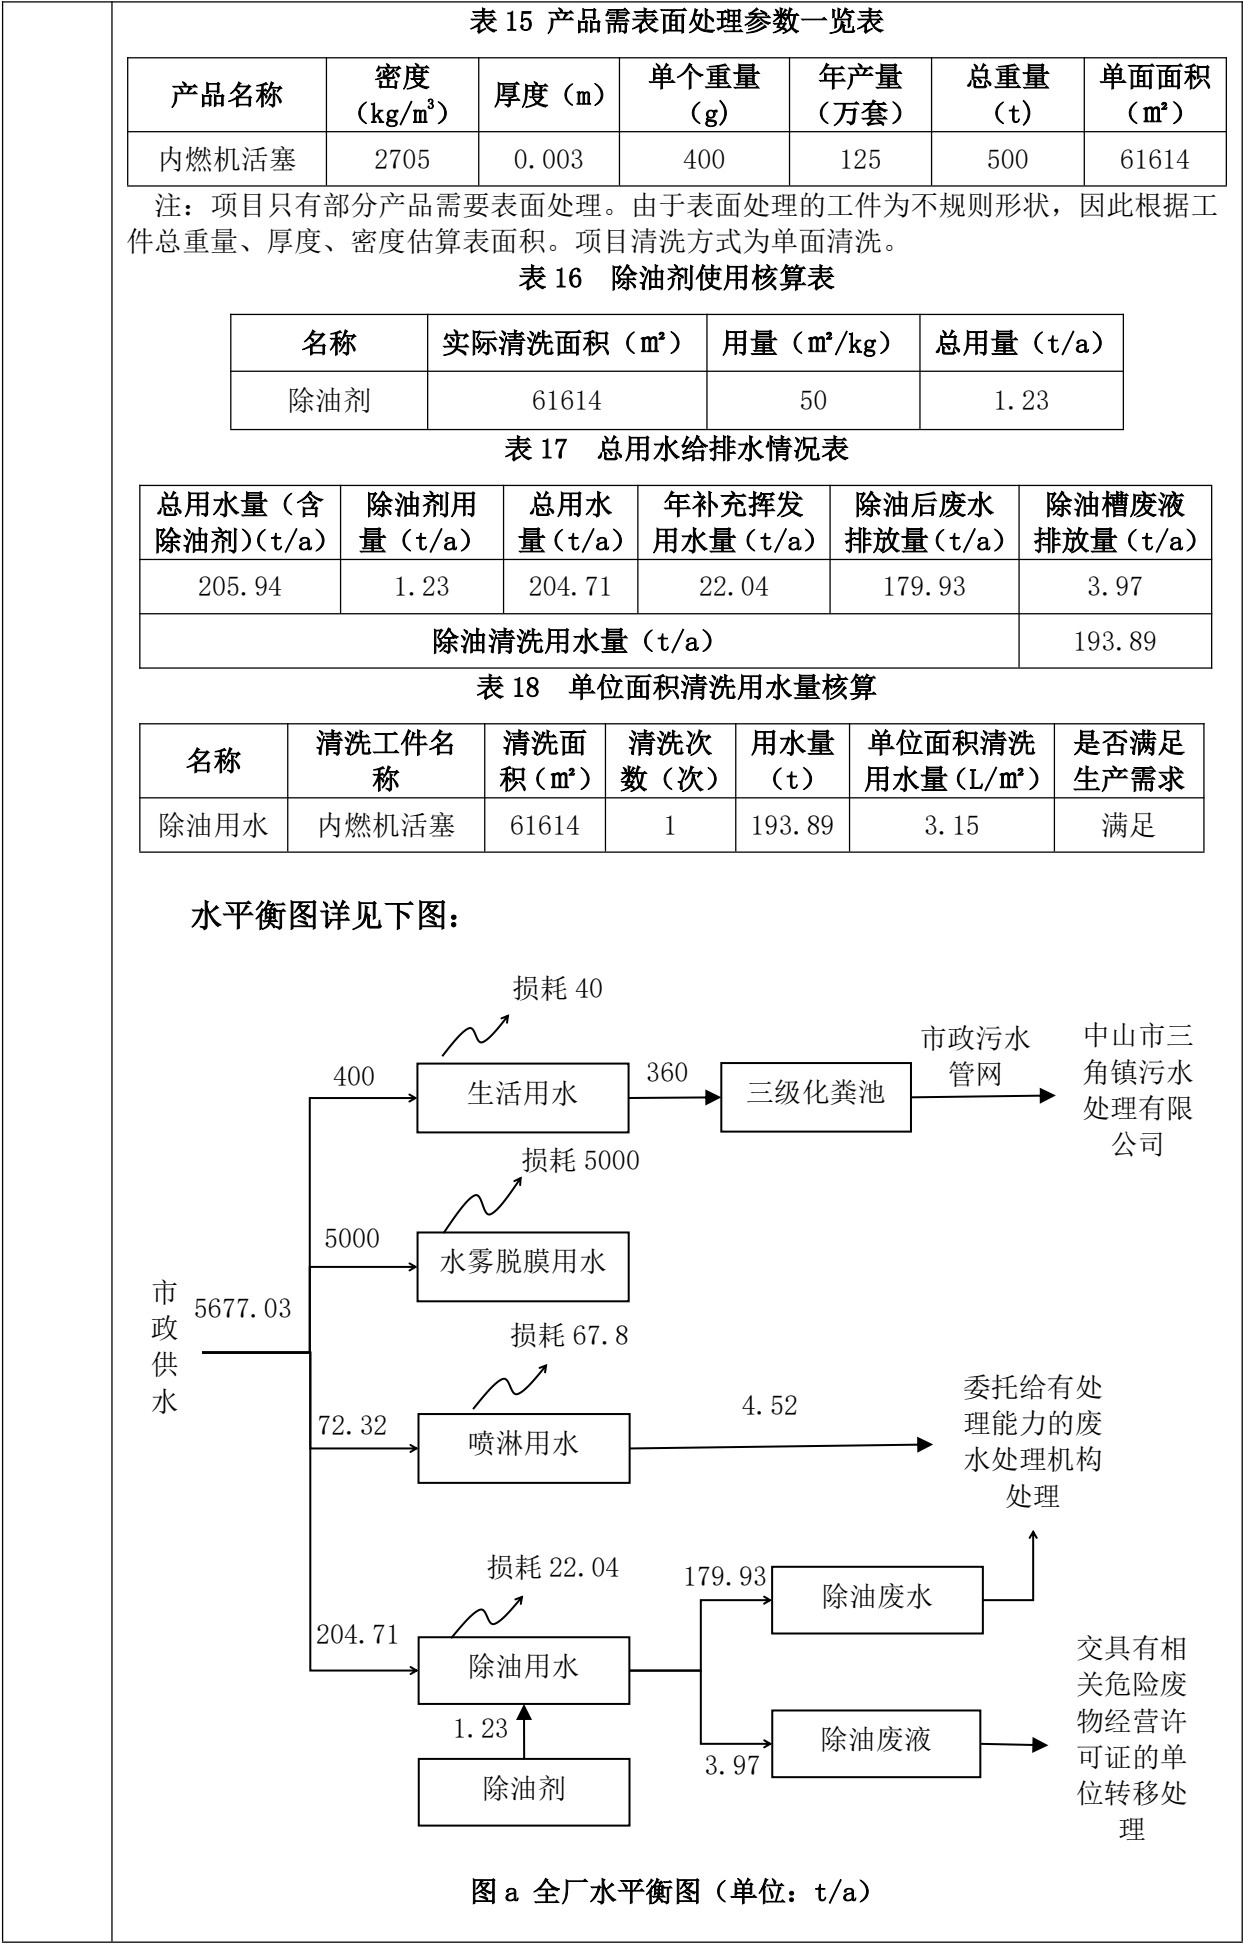 表 15 产品需表面处理参数一览表
产品名称 密度（kg/m³） 厚度（m） 单个重量（g） 年产量（万套） 总重量（t） 单面面积（㎡）
内燃机活塞 2705 0.003 400 125 500 61614
注：项目只有部分产品需要表面处理。由于表面处理的工件为不规则形状，因此根据工
件总重量、厚度、密度估算表面积。项目清洗方式为单面清洗。
表 16 除油剂使用核算表
名称 实际清洗面积（㎡） 用量（㎡/kg） 总用量（t/a）
除油剂 61614 50 1.23
表 17 总用水给排水情况表
总用水量（含除油剂）(t/a) 除油剂用量（t/a） 总用水量(t/a) 年补充挥发用水量(t/a) 除油后废水排放量(t/a) 除油槽废液排放量(t/a)
205.94 1.23 204.71 22.04 179.93 3.97
除油清洗用水量（t/a） 193.89
表 18 单位面积清洗用水量核算
名称 清洗工件名称 清洗面积(㎡) 清洗次数（次） 用水量（t） 单位面积清洗用水量(L/㎡) 是否满足生产需求
除油用水 内燃机活塞 61614 1 193.89 3.15 满足
水平衡图详见下图：
损耗 40
400
生活用水
360
三级化粪池
市政污水
管网
中山市三
角镇污水
处理有限
公司
损耗 5000
5000
水雾脱膜用水
市政供水
5677.03
损耗 67.8
72.32
喷淋用水
4.52
委托给有处
理能力的废
水处理机构
处理
损耗 22.04
204.71
除油用水
179.93
除油废水
1.23
除油剂
3.97
除油废液
交具有相
关危险废
物经营许
可证的单
位转移处
理
图 a 全厂水平衡图（单位：t/a）